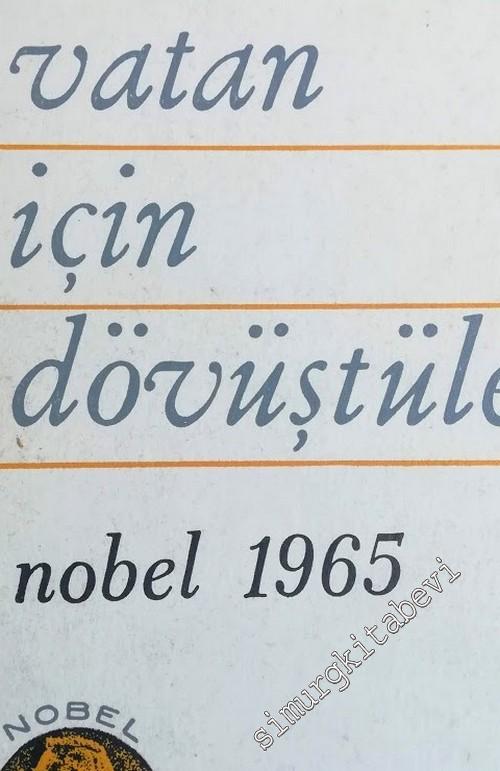 vatan
için
dövüştüle
nobel 1965
NOBEL
simurgkitabevi